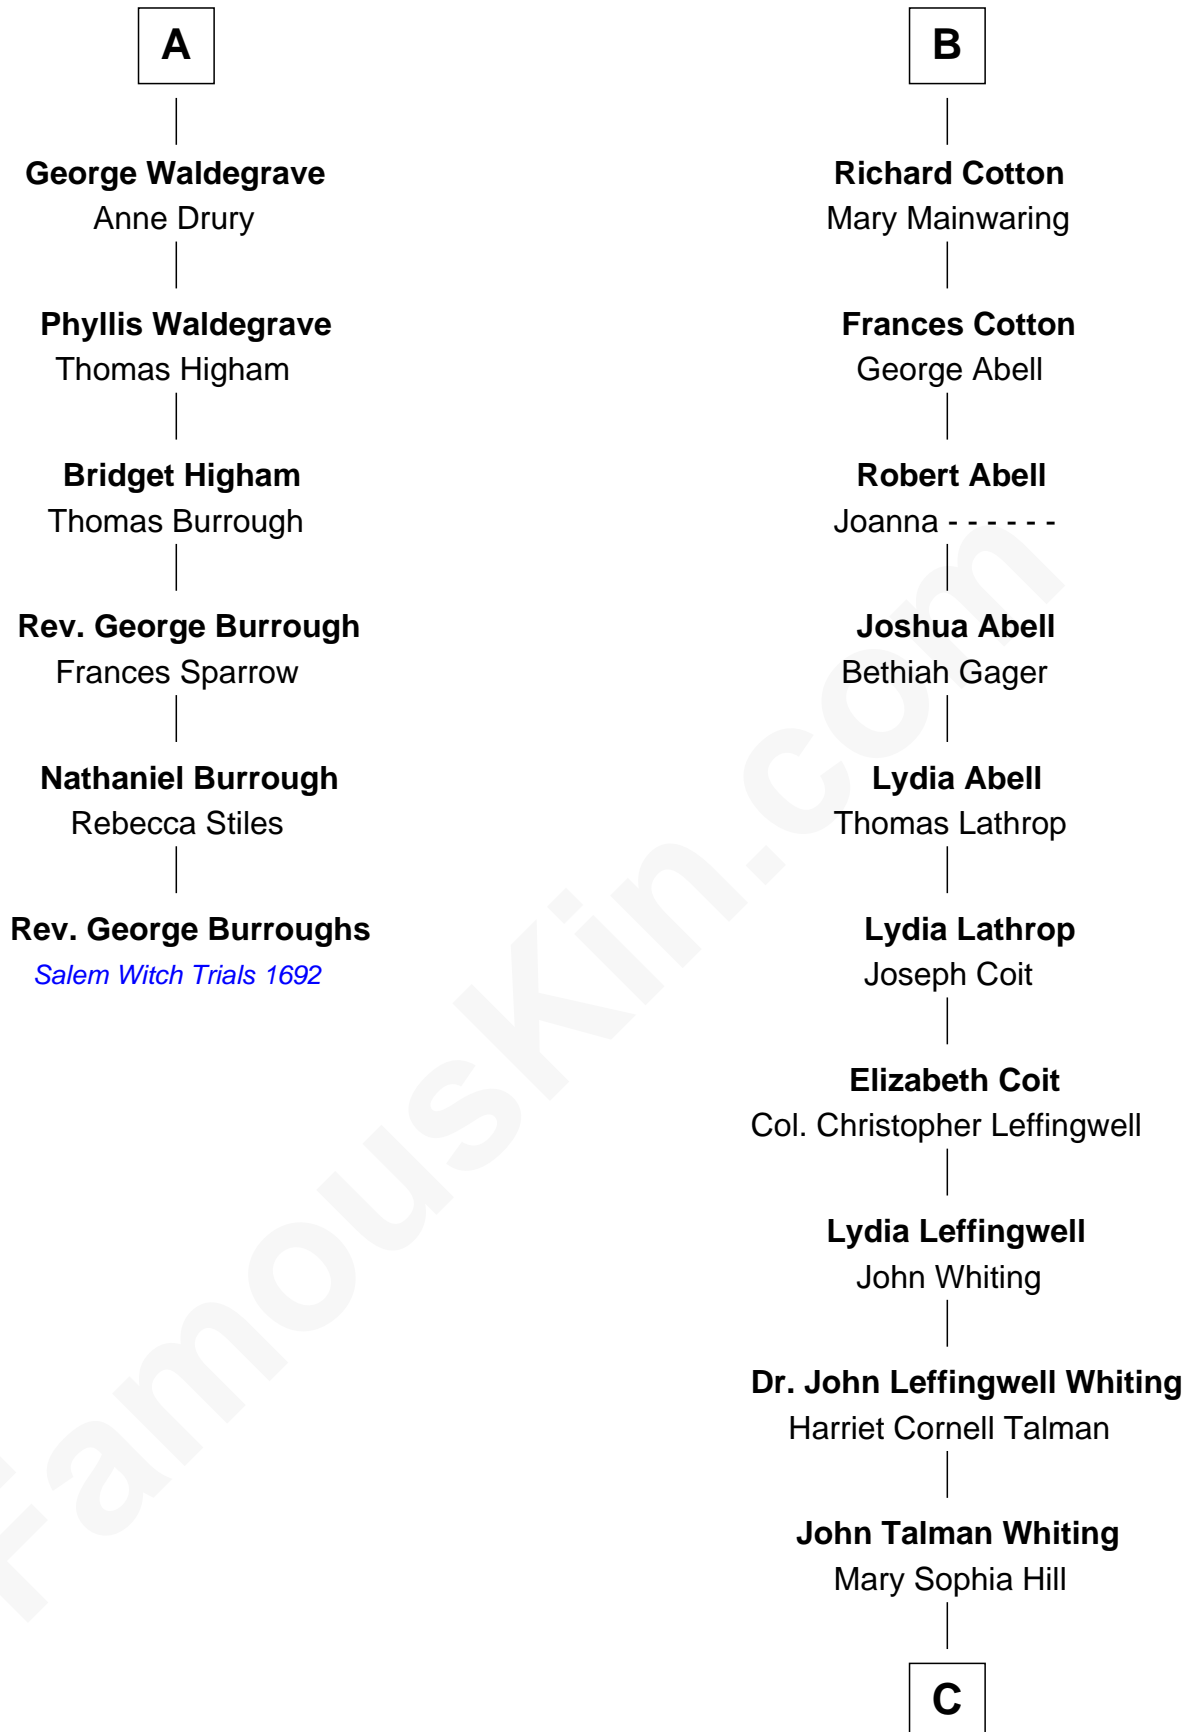 A
George Waldegrave
Anne Drury
Phyllis Waldegrave
Thomas Higham
Bridget Higham
Thomas Burrough
Rev. George Burrough
Frances Sparrow
Nathaniel Burrough
Rebecca Stiles
Rev. George Burroughs
Salem Witch Trials 1692
B
Richard Cotton
Mary Mainwaring
Frances Cotton
George Abell
Robert Abell
Joanna - - - - - -
Joshua Abell
Bethiah Gager
Lydia Abell
Thomas Lathrop
Lydia Lathrop
Joseph Coit
Elizabeth Coit
Col. Christopher Leffingwell
Lydia Leffingwell
John Whiting
Dr. John Leffingwell Whiting
Harriet Cornell Talman
John Talman Whiting
Mary Sophia Hill
C
FamousKin.com